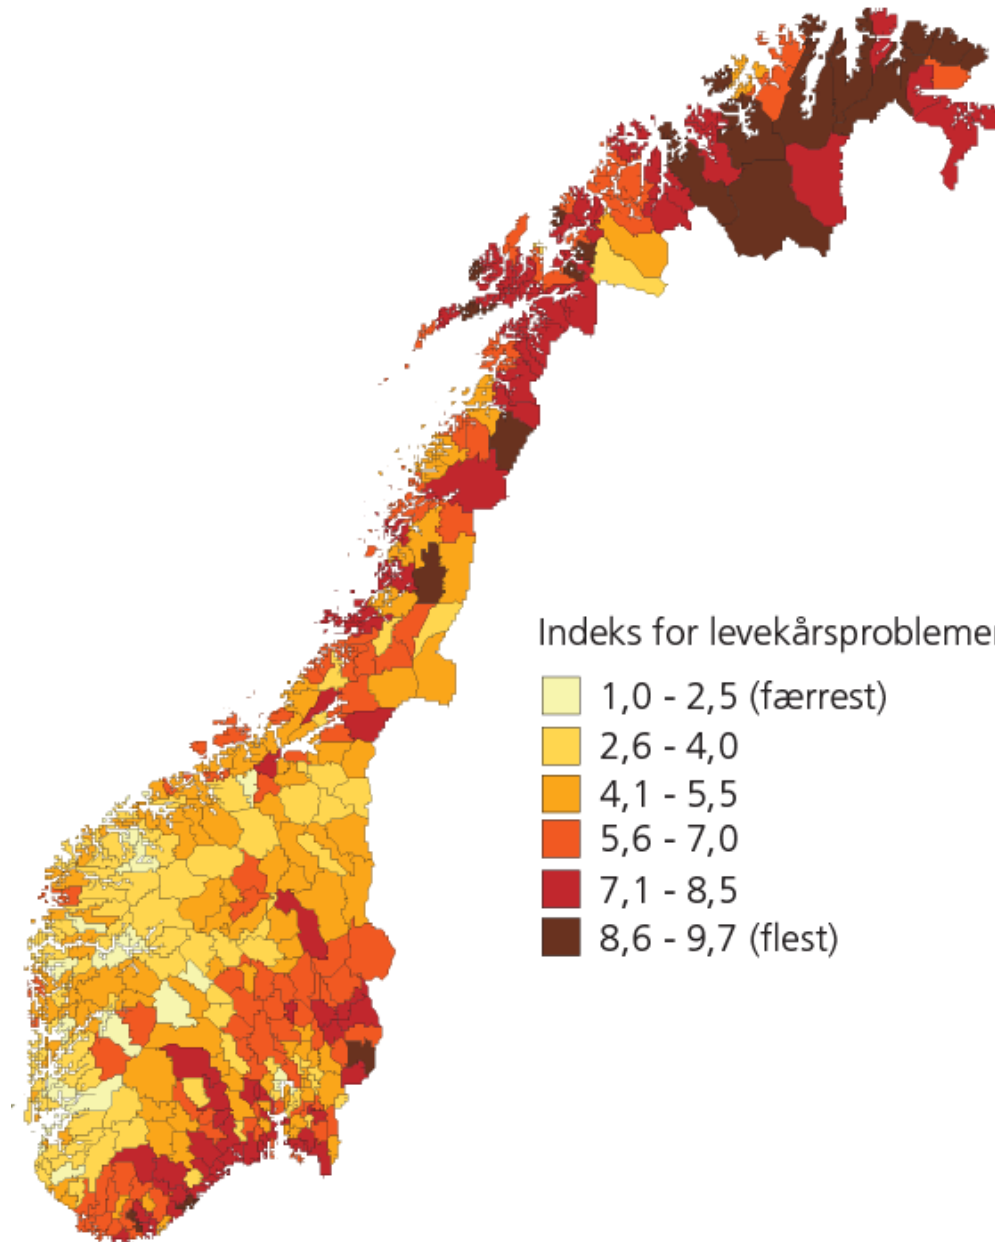 Indeks for levekårsproblemer
1,0 - 2,5 (færrest)
2,6 - 4,0
4,1 - 5,5
5,6 - 7,0
7,1 - 8,5
8,6 - 9,7 (flest)